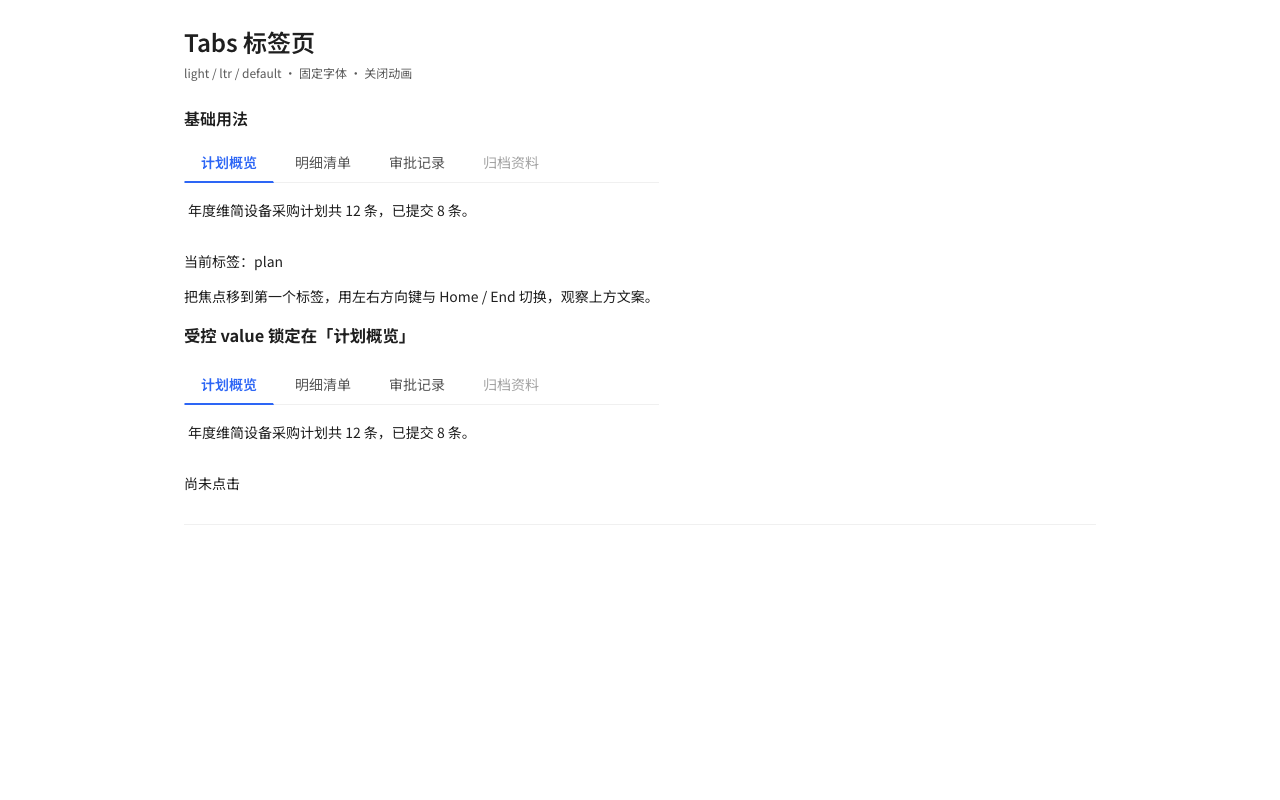 Tabs 标签页
light / ltr / default ・ 固定字体 ・ 关闭动画
基础用法
计划概览 明细清单 审批记录 归档资料
年度维简设备采购计划共 12 条，已提交 8 条。
当前标签：plan
把焦点移到第一个标签，用左右方向键与 Home / End 切换，观察上方文案。
受控 value 锁定在「计划概览」
计划概览 明细清单 审批记录 归档资料
年度维简设备采购计划共 12 条，已提交 8 条。
尚未点击